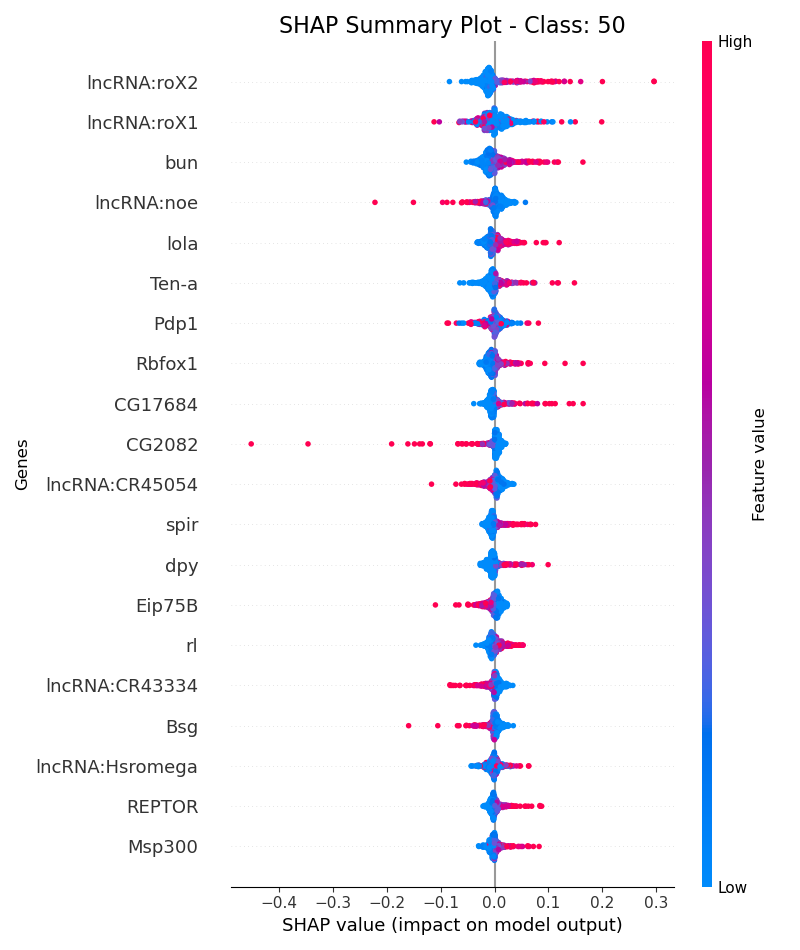 SHAP Summary Plot - Class: 50
High
lncRNA:roX2
lncRNA:roX1
bun
lncRNA:noe
lola
Ten-a
Pdp1
Rbfox1
CG17684
CG2082
lncRNA:CR45054
spir
dpy
Eip75B
rl
lncRNA:CR43334
Bsg
lncRNA:Hsromega
REPTOR
Msp300
Genes
Feature value
Low
−0.4 −0.3 −0.2 −0.1 0.0 0.1 0.2 0.3
SHAP value (impact on model output)